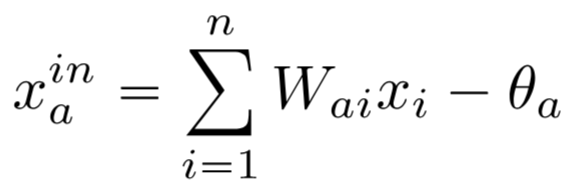 x_a^{in} = \sum_{i=1}^{n} W_{ai} x_i - \theta_a